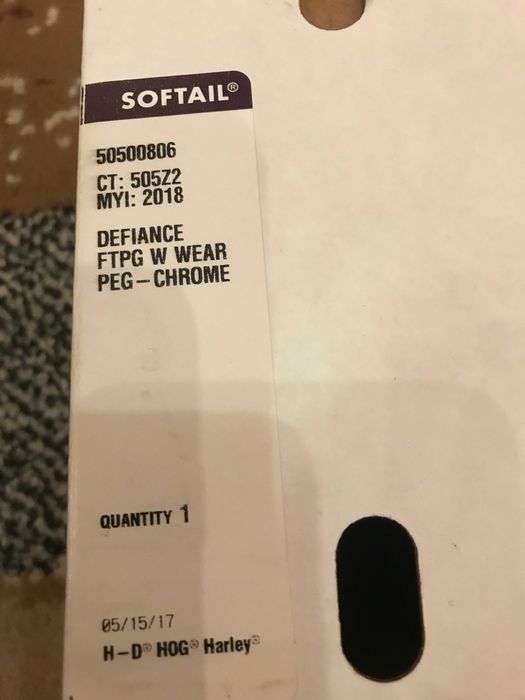 SOFTAIL®
50500806
CT: 505Z2
MYI: 2018
DEFIANCE
FTPG W WEAR
PEG-CHROME
QUANTITY 1
05/15/17
H-D® HOG® Harley®